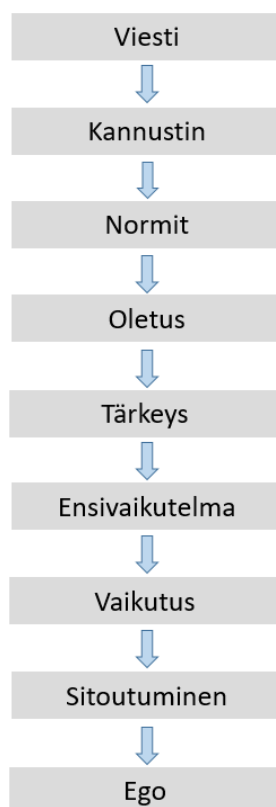 Viesti
Kannustin
Normit
Oletus
Tärkeys
Ensivaikutelma
Vaikutus
Sitoutuminen
Ego